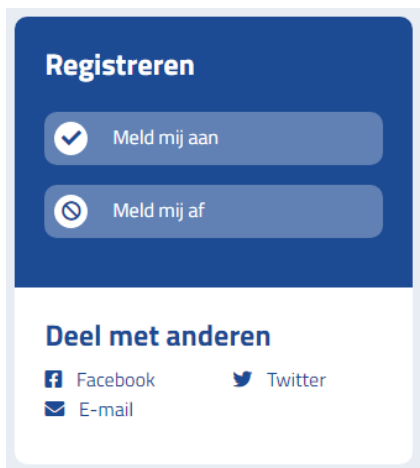 Registreren
Meld mij aan
Meld mij af
Deel met anderen
Facebook Twitter
E-mail